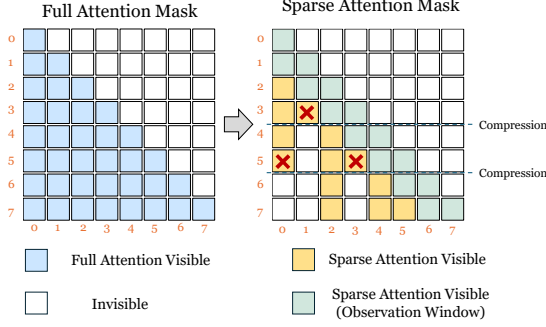 Full Attention Mask
Sparse Attention Mask
0
1
2
3
4
5
6
7
0 1 2 3 4 5 6 7
0
1
2
3
4
5
6
7
0 1 2 3 4 5 6 7
Compression
Compression
Full Attention Visible
Invisible
Sparse Attention Visible
Sparse Attention Visible
(Observation Window)